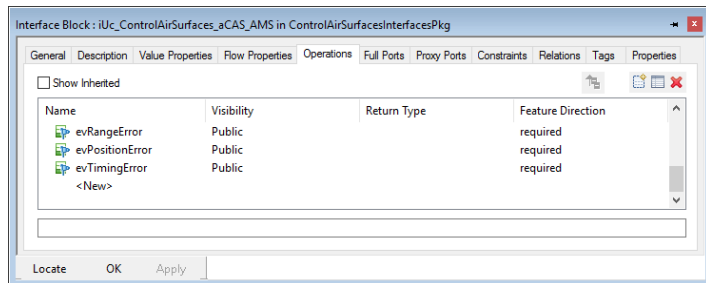 Interface Block : iUc_ControlAirSurfaces_aCAS_AMS in ControlAirSurfacesInterfacesPkg
General Description Value Properties Flow Properties Operations Full Ports Proxy Ports Constraints Relations Tags Properties
Show Inherited
Name Visibility Return Type Feature Direction
evRangeError Public required
evPositionError Public required
evTimingError Public required
<New>
Locate OK Apply